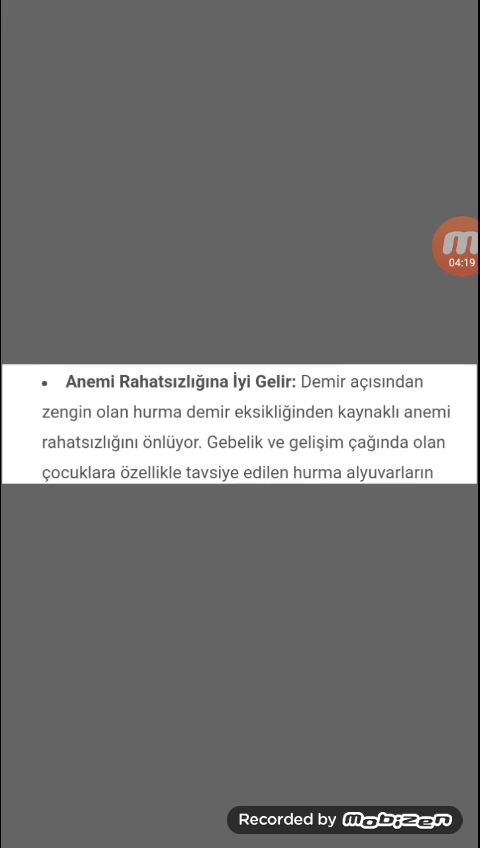 04:19
• Anemi Rahatsızlığına İyi Gelir: Demir açısından
zengin olan hurma demir eksikliğinden kaynaklı anemi
rahatsızlığını önlüyor. Gebelik ve gelişim çağında olan
çocuklara özellikle tavsiye edilen hurma alyuvarların
Recorded by mobizen